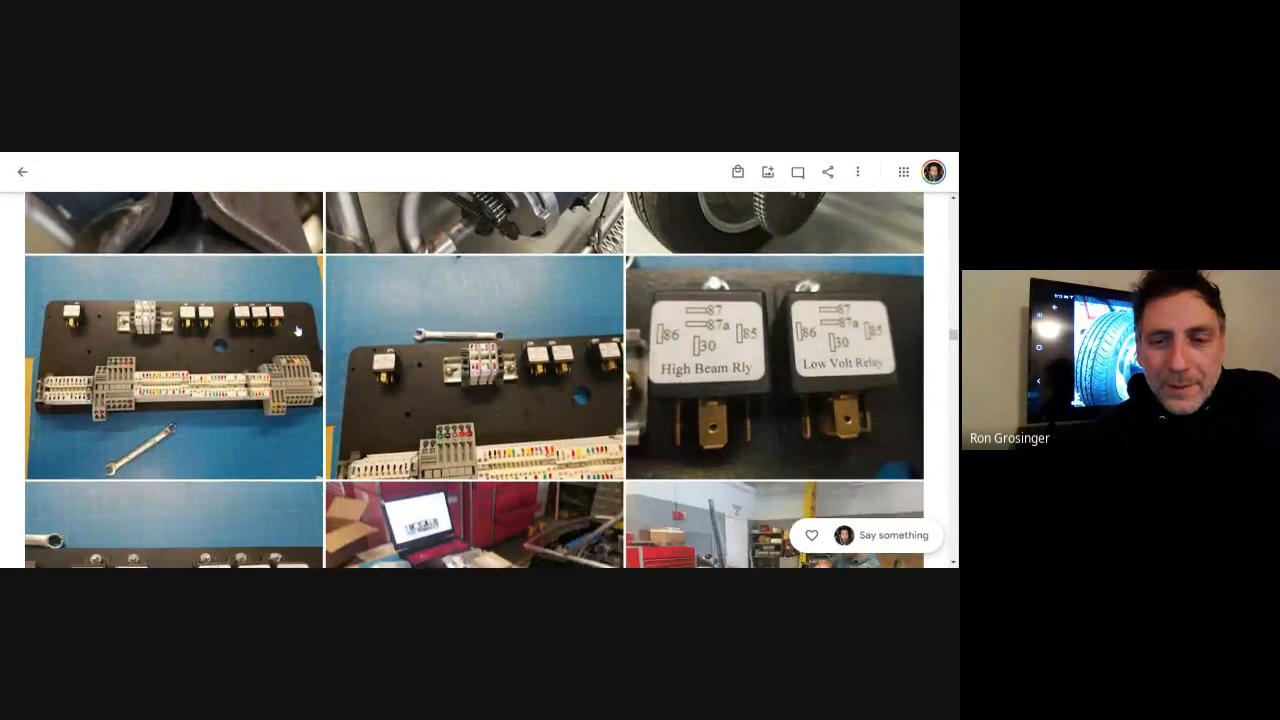 87
87a
86
85
30
High Beam Rly
87
87a
86
85
30
Low Volt Relay
Say something
Ron Grosinger